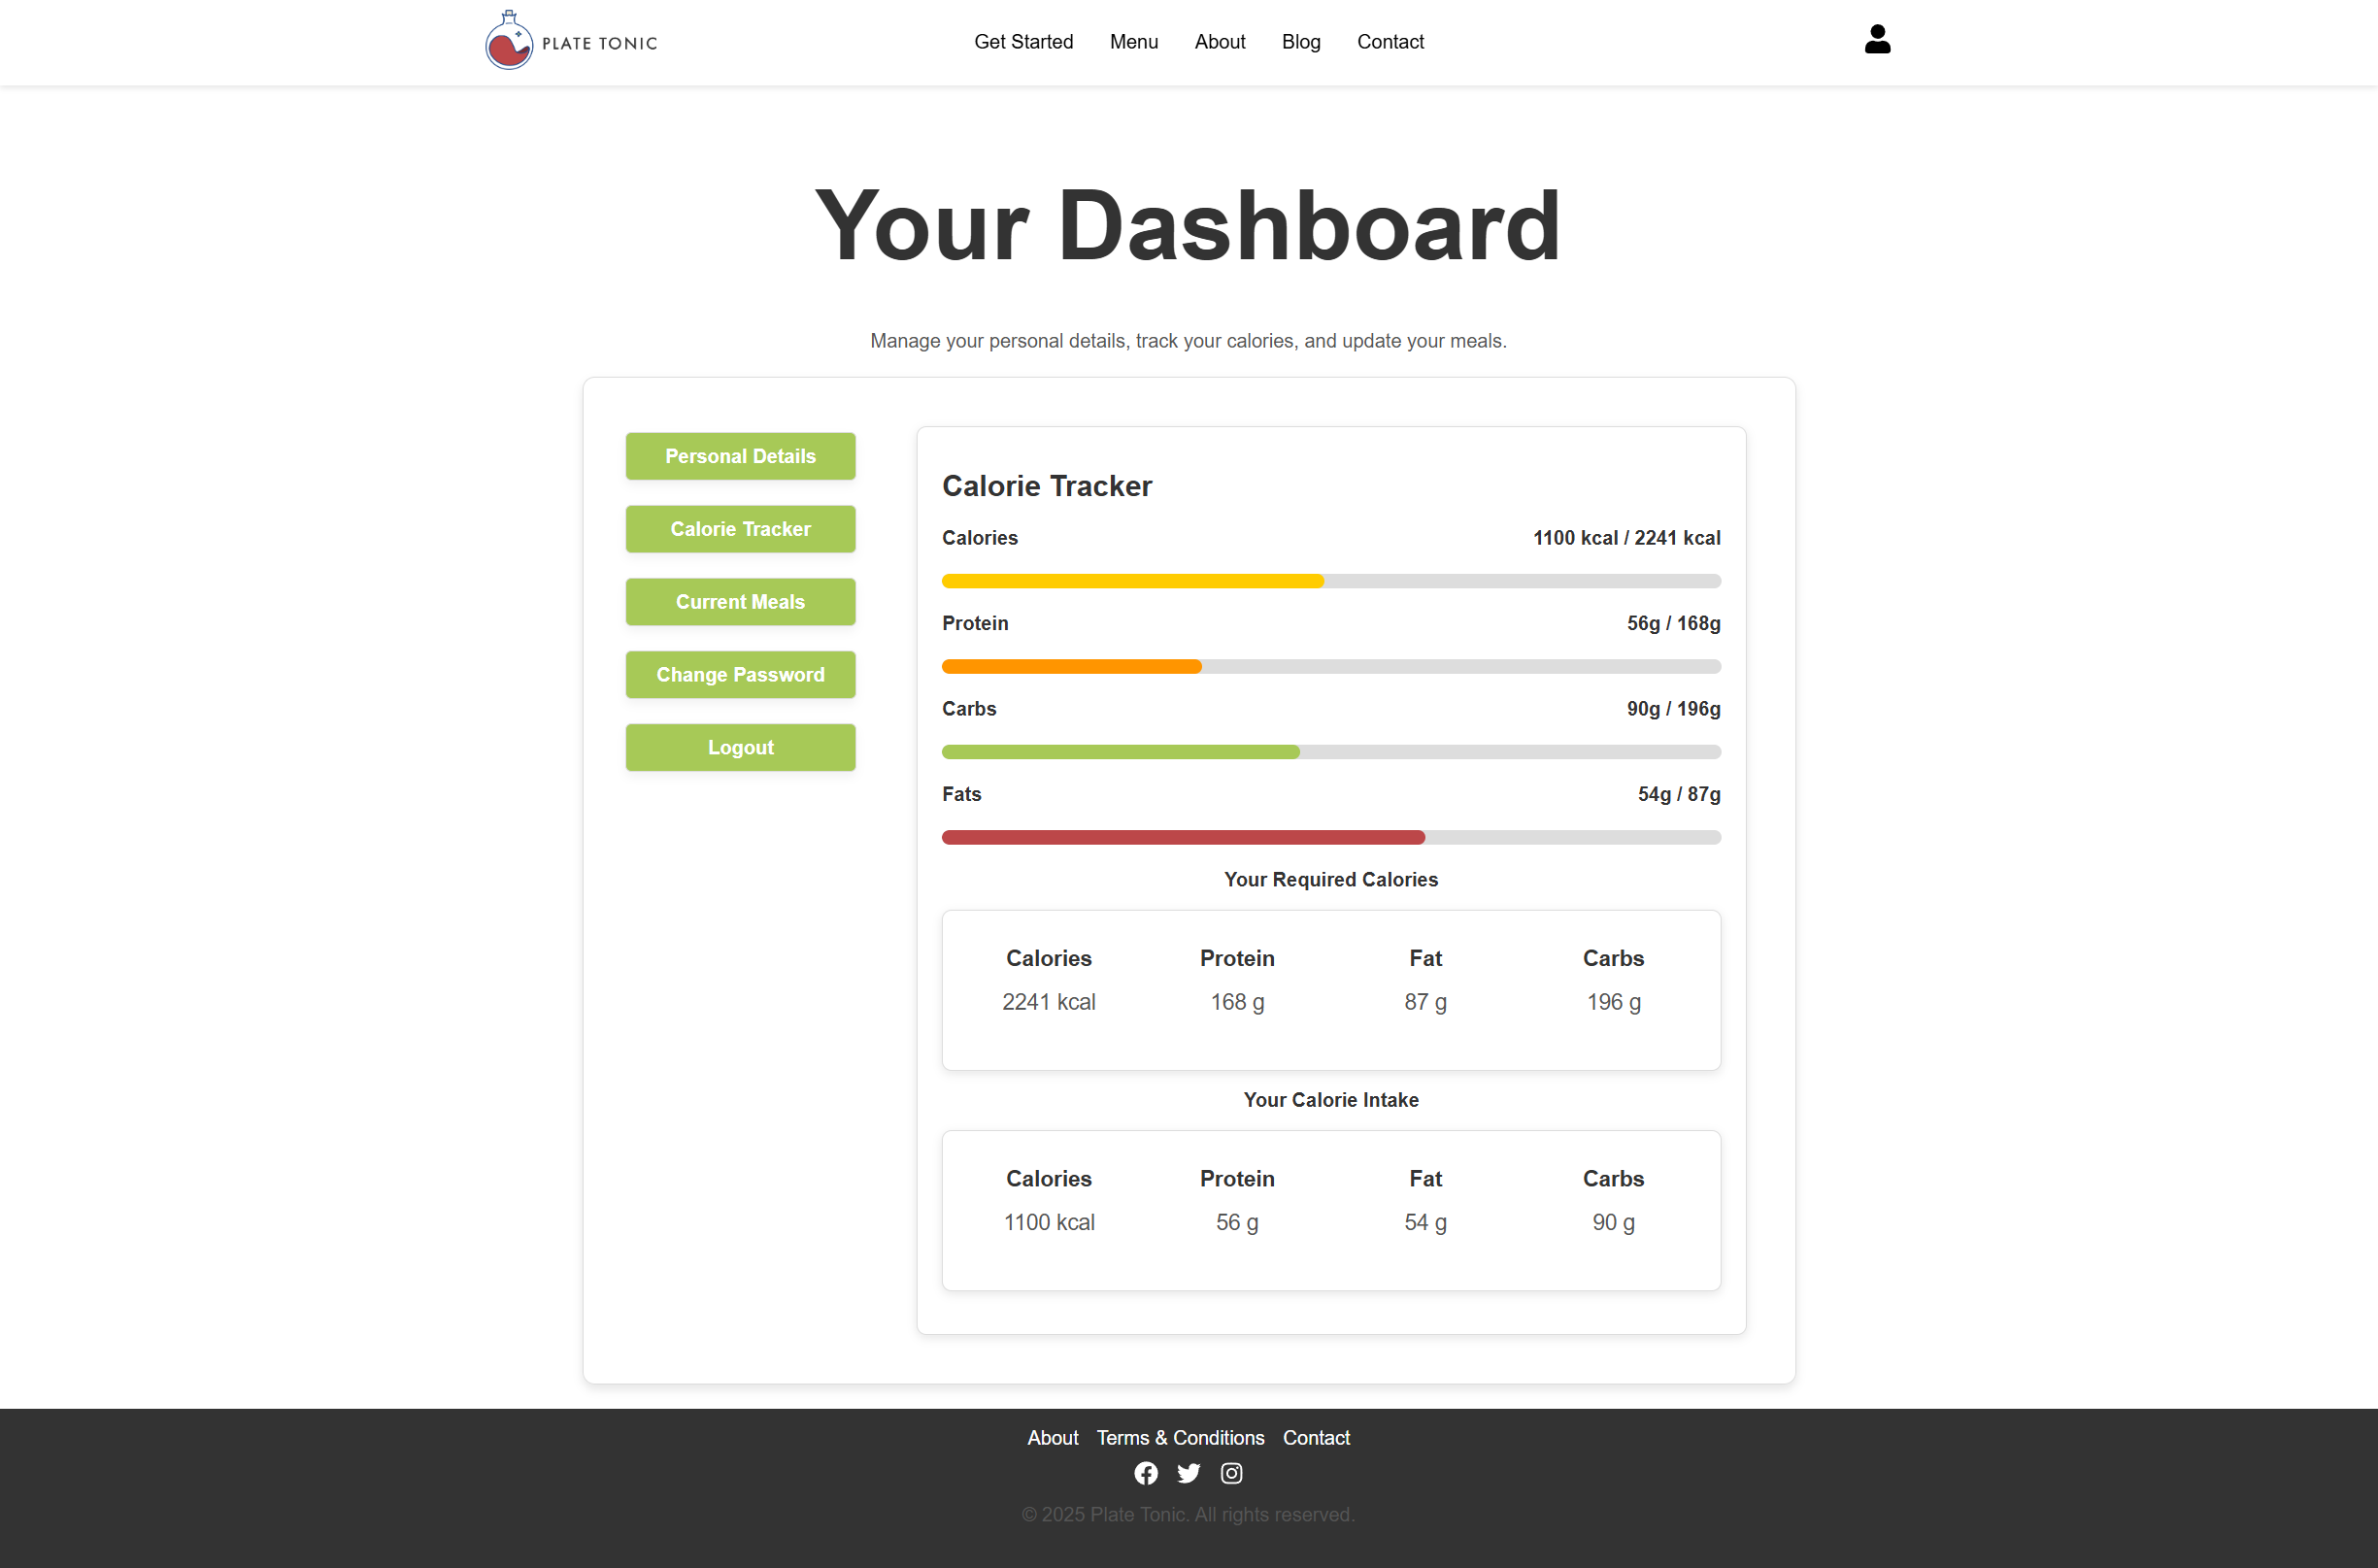 PLATE TONIC
Get Started Menu About Blog Contact
Your Dashboard
Manage your personal details, track your calories, and update your meals.
Personal Details
Calorie Tracker
Current Meals
Change Password
Logout
Calorie Tracker
Calories 1100 kcal / 2241 kcal
Protein 56g / 168g
Carbs 90g / 196g
Fats 54g / 87g
Your Required Calories
Calories Protein Fat Carbs
2241 kcal 168 g 87 g 196 g
Your Calorie Intake
Calories Protein Fat Carbs
1100 kcal 56 g 54 g 90 g
About Terms & Conditions Contact
© 2025 Plate Tonic. All rights reserved.